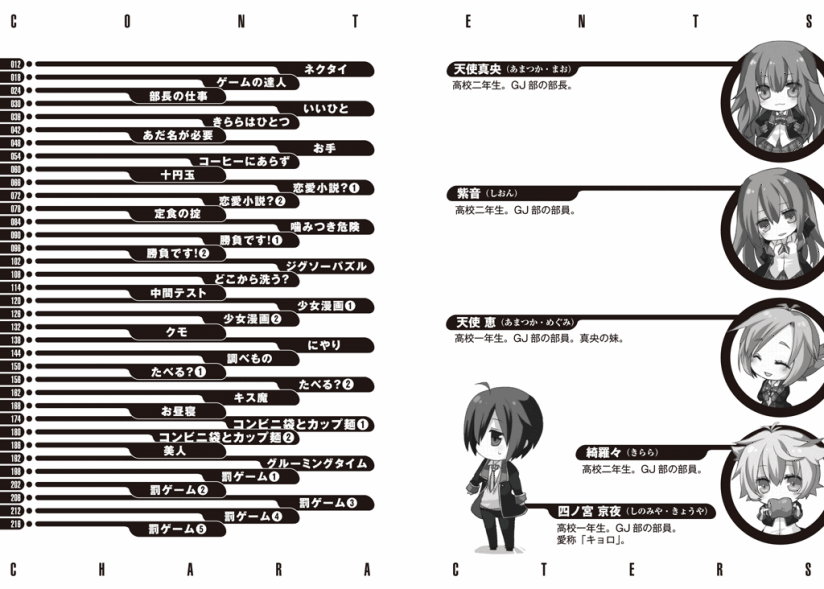 CONTENTS
012 ネクタイ
018 ゲームの達人
024 部長の仕事
030 いいひと
036 きららはひとつ
042 あだ名が必要
048 お手
054 コーヒーにあらず
060 十円玉
066 恋愛小説?❶
072 恋愛小説?❷
078 定食の掟
084 噛みつき危険
090 勝負です!❶
096 勝負です!❷
102 ジグソーパズル
108 どこから洗う?
114 中間テスト
120 少女漫画❶
126 少女漫画❷
132 クモ
138 にやり
144 調べもの
150 たべる?❶
156 たべる?❷
162 キス魔
168 お昼寝
174 コンビニ袋とカップ麺❶
180 コンビニ袋とカップ麺❷
186 美人
192 グルーミングタイム
198 罰ゲーム❶
202 罰ゲーム❷
208 罰ゲーム❸
212 罰ゲーム❹
216 罰ゲーム❺
天使真央（あまつか・まお）
高校二年生。GJ部の部長。
紫音（しおん）
高校二年生。GJ部の部員。
天使 恵（あまつか・めぐみ）
高校一年生。GJ部の部員。真央の妹。
綺羅々（きらら）
高校二年生。GJ部の部員。
四ノ宮 京夜（しのみや・きょうや）
高校一年生。GJ部の部員。
愛称「キョロ」。
CHARACTERS